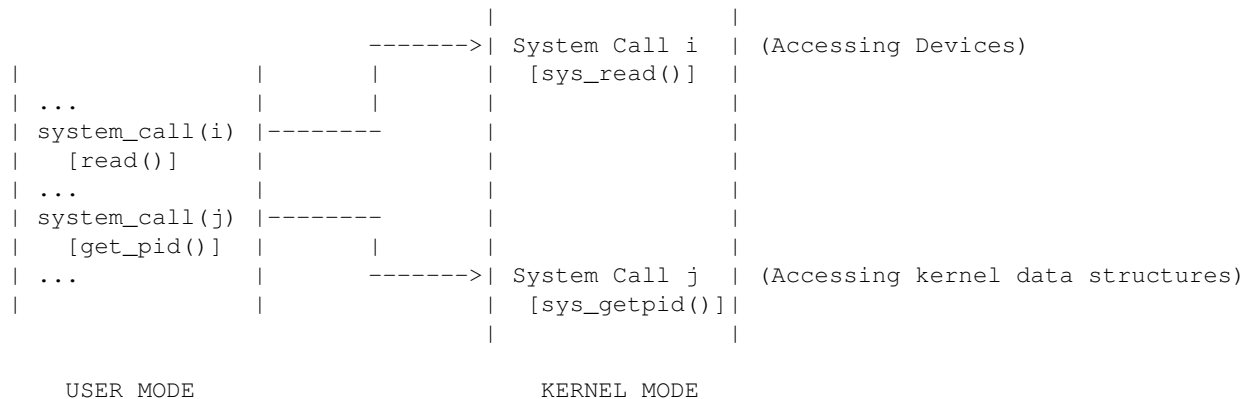 |                      |
                                 ------->| System Call i  | (Accessing Devices)
|                    |         |         |  [sys_read()]  |
| ...                |         |         |                |
| system_call(i) |--------         |                |
|   [read()]      |                   |                |
| ...                |                   |                |
| system_call(j) |--------         |                |
|   [get_pid()]  |         |         |                |
| ...                |         ------->| System Call j  | (Accessing kernel data structures)
|                    |                   |  [sys_getpid()]|
                                            |                      |
    USER MODE                        KERNEL MODE